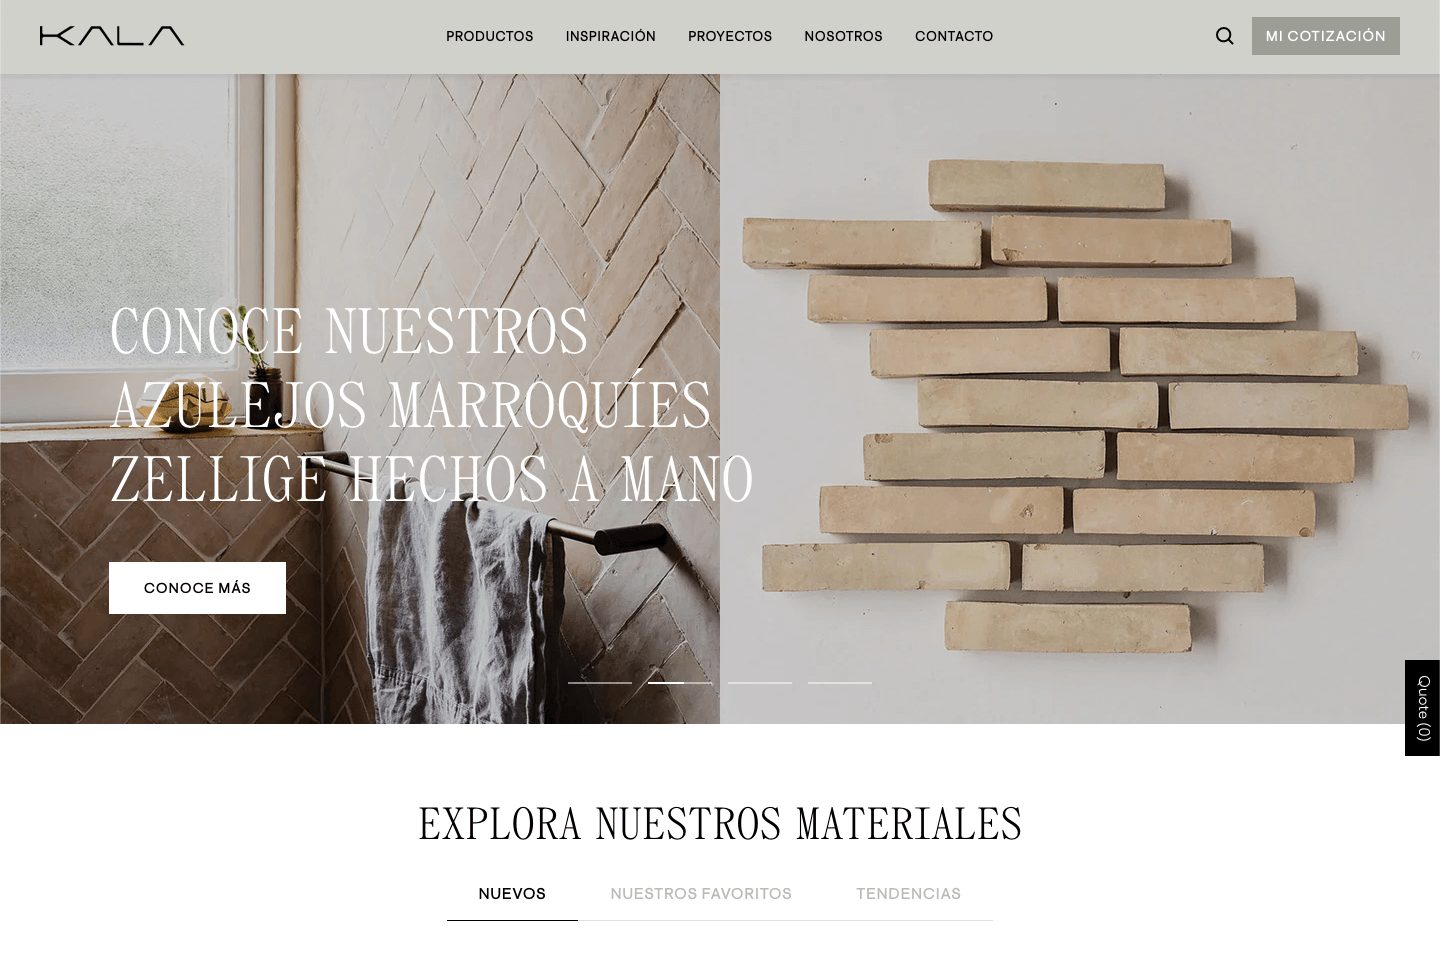 KALA
PRODUCTOS
INSPIRACIÓN
PROYECTOS
NOSOTROS
CONTACTO
MI COTIZACIÓN
CONOCE NUESTROS
AZULEJOS MARROQUÍES
ZELLIGE HECHOS A MANO
CONOCE MÁS
Quote (0)
EXPLORA NUESTROS MATERIALES
NUEVOS
NUESTROS FAVORITOS
TENDENCIAS